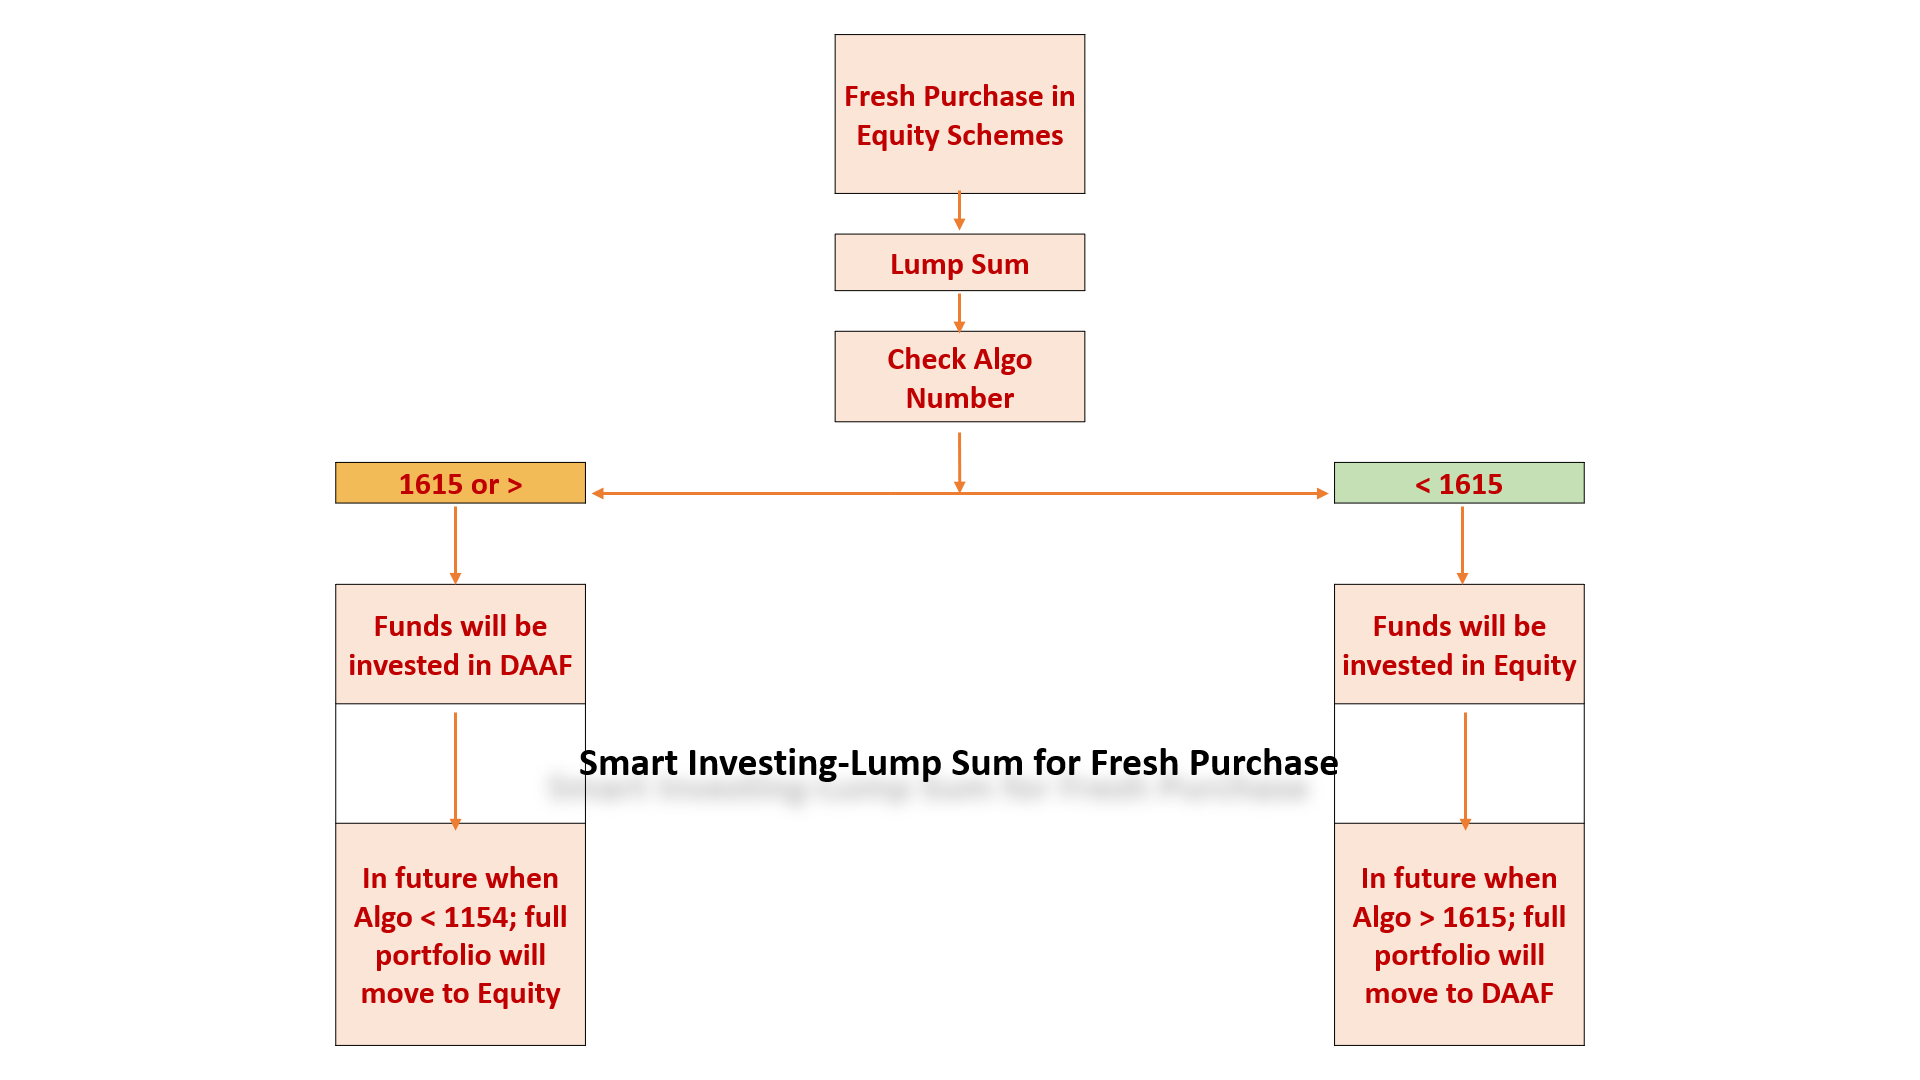 Fresh Purchase in
Equity Schemes
Lump Sum
Check Algo
Number
1615 or >
< 1615
Funds will be
invested in DAAF
Funds will be
invested in Equity
Smart Investing-Lump Sum for Fresh Purchase
In future when
Algo < 1154; full
portfolio will
move to Equity
In future when
Algo > 1615; full
portfolio will
move to DAAF